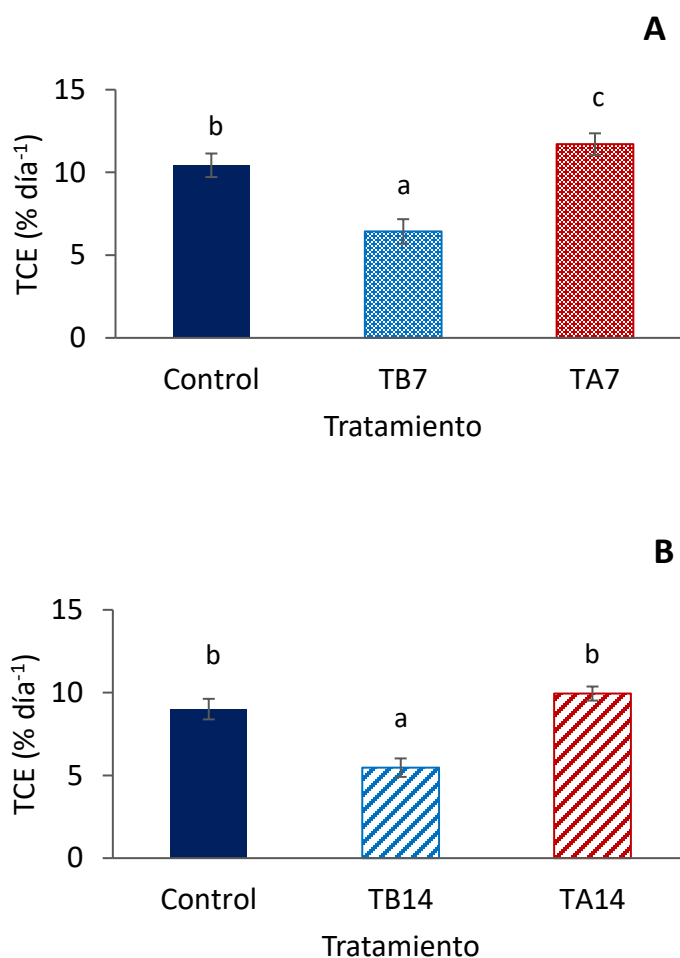 A
15
10
5
0
TCE (% día⁻¹)
b
a
c
Control TB7 TA7
Tratamiento
B
15
10
5
0
TCE (% día⁻¹)
b
a
b
Control TB14 TA14
Tratamiento